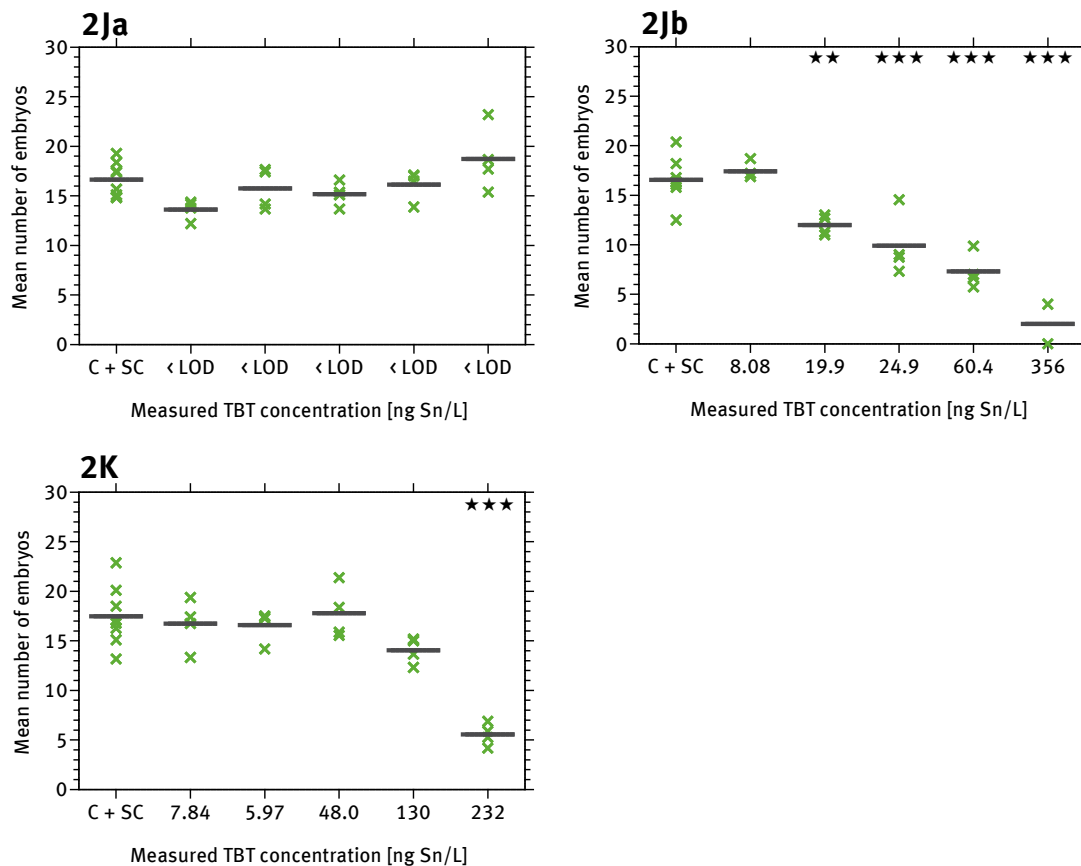 2Ja
30
25
20
15
10
5
0
Mean number of embryos
C + SC ‹ LOD ‹ LOD ‹ LOD ‹ LOD ‹ LOD
Measured TBT concentration [ng Sn/L]
2Jb
★★ ★★★ ★★★ ★★★
30
25
20
15
10
5
0
Mean number of embryos
C + SC 8.08 19.9 24.9 60.4 356
Measured TBT concentration [ng Sn/L]
2K
★★★
30
25
20
15
10
5
0
Mean number of embryos
C + SC 7.84 5.97 48.0 130 232
Measured TBT concentration [ng Sn/L]